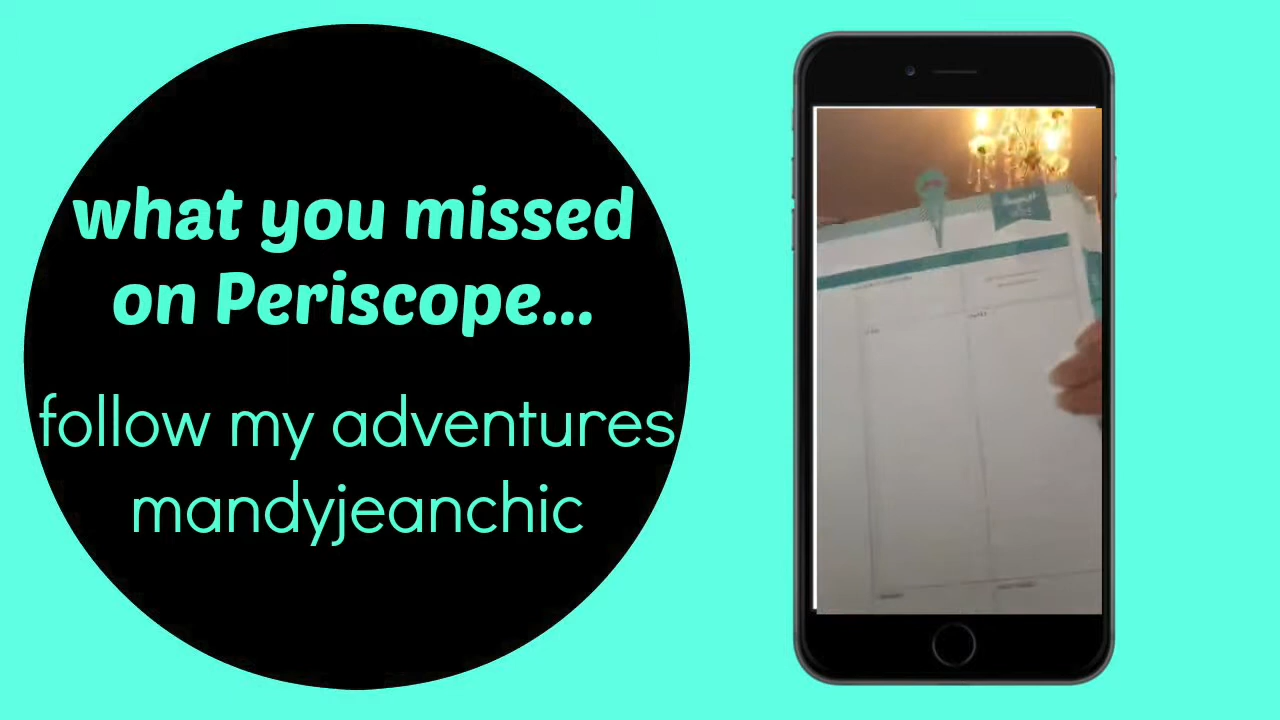 what you missed
on Periscope...
follow my adventures
mandyjeanchic